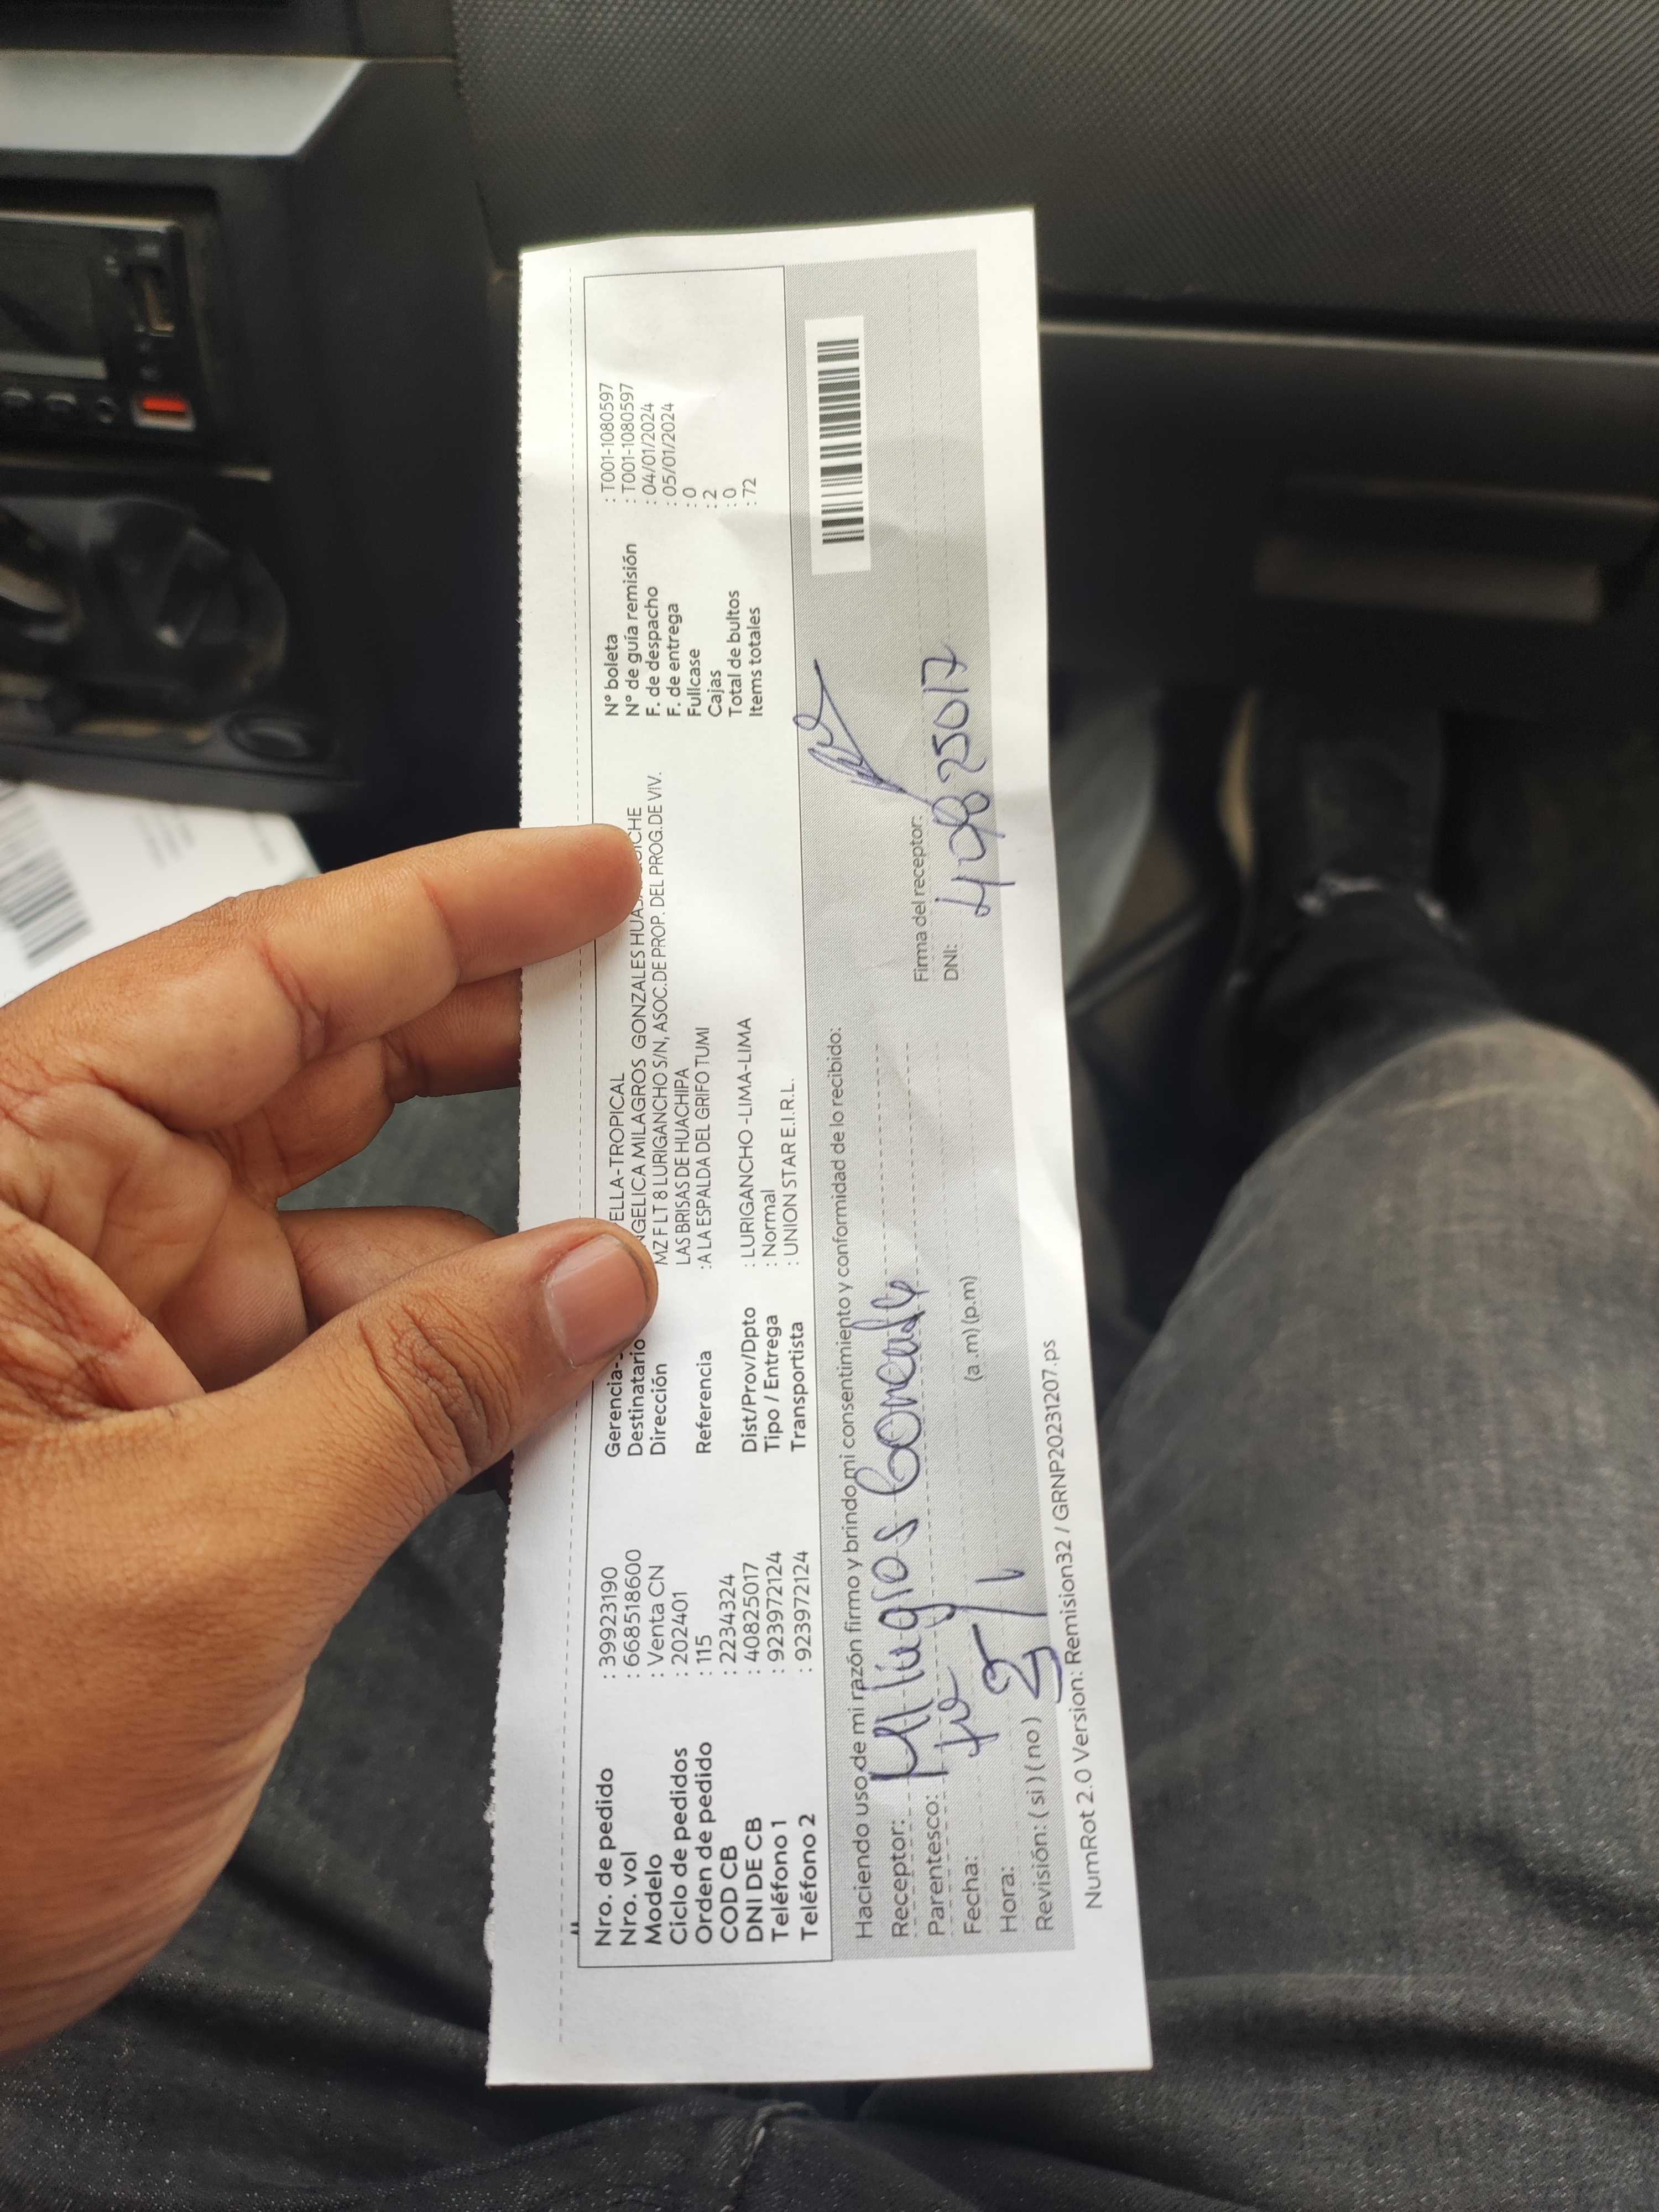 Nro. de pedido : 39923190
Nro. vol : 668518600
Modelo : Venta CN
Ciclo de pedidos : 202401
Orden de pedido : 115
COD CB : 2234324
DNI DE CB : 40825017
Teléfono 1 : 923972124
Teléfono 2 : 923972124
Gerencia- ELLA-TROPICAL
Destinatario NGELICA MILAGROS GONZALES
Dirección MZ F LT 8 LURIGANCHO S/N, ASOC.DE PROP. DEL PROG.DE VIV.
LAS BRISAS DE HUACHIPA
Referencia : A LA ESPALDA DEL GRIFO TUMI
Dist/Prov/Dpto : LURIGANCHO -LIMA-LIMA
Tipo / Entrega : Normal
Transportista : UNION STAR E.I.R.L.
N° boleta : T001-1080597
N° de guía remisión : T001-1080597
F. de despacho : 04/01/2024
F. de entrega : 05/01/2024
Fullcase : 0
Cajas : 2
Total de bultos : 0
Items totales : 72
Haciendo uso de mi razón firmo y brindo mi consentimiento y conformidad de lo recibido:
Receptor: Milagros Gonzales
Parentesco:
Fecha:
Hora: (a .m) (p.m)
Revisión: ( si ) ( no )
Firma del receptor:
DNI: 40825017
NumRot 2.0 Version: Remision32 / GRNP20231207.ps